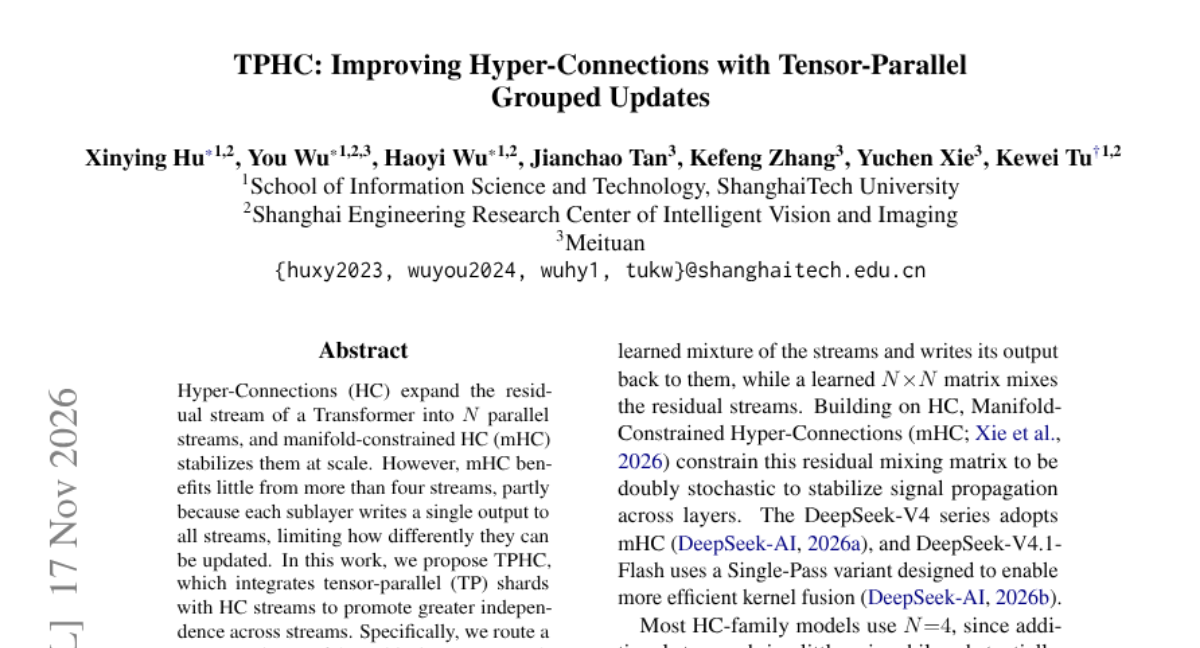 TPHC: Improving Hyper-Connections with Tensor-Parallel
Grouped Updates
Xinying Hu*1,2, You Wu*1,2,3, Haoyi Wu*1,2, Jianchao Tan3, Kefeng Zhang3, Yuchen Xie3, Kewei Tu†1,2
1School of Information Science and Technology, ShanghaiTech University
2Shanghai Engineering Research Center of Intelligent Vision and Imaging
3Meituan
{huxy2023, wuyou2024, wuhy1, tukw}@shanghaitech.edu.cn
Abstract
Hyper-Connections (HC) expand the resid-
ual stream of a Transformer into N parallel
streams, and manifold-constrained HC (mHC)
stabilizes them at scale. However, mHC ben-
efits little from more than four streams, partly
because each sublayer writes a single output to
all streams, limiting how differently they can
be updated. In this work, we propose TPHC,
which integrates tensor-parallel (TP) shards
with HC streams to promote greater indepen-
dence across streams. Specifically, we route a
learned mixture of the streams and writes its output
back to them, while a learned N×N matrix mixes
the residual streams. Building on HC, Manifold-
Constrained Hyper-Connections (mHC; Xie et al.,
2026) constrain this residual mixing matrix to be
doubly stochastic to stabilize signal propagation
across layers. The DeepSeek-V4 series adopts
mHC (DeepSeek-AI, 2026a), and DeepSeek-V4.1-
Flash uses a Single-Pass variant designed to enable
more efficient kernel fusion (DeepSeek-AI, 2026b).
Most HC-family models use N=4, since addi-
17 Nov 2026